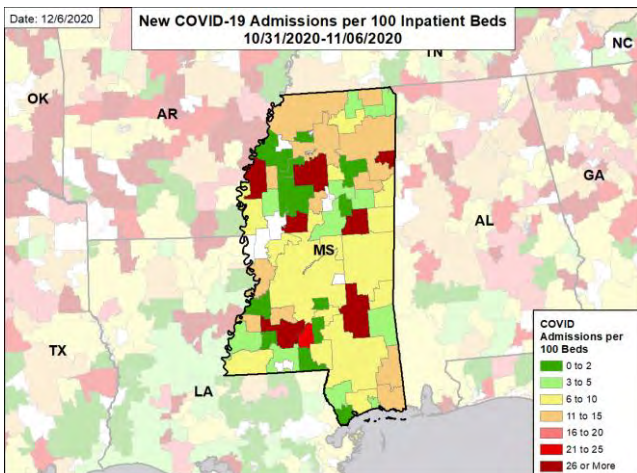 Date: 12/6/2020
New COVID-19 Admissions per 100 Inpatient Beds
10/31/2020-11/06/2020
TN
NC
OK
AR
GA
AL
MS
TX
LA
COVID
Admissions per
100 Beds
0 to 2
3 to 5
6 to 10
11 to 15
16 to 20
21 to 25
26 or More